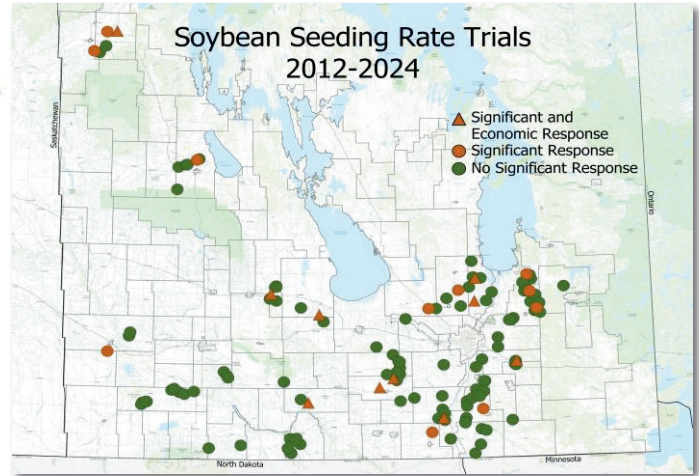 Soybean Seeding Rate Trials
2012-2024
Significant and
Economic Response
Significant Response
No Significant Response
Saskatchewan
Ontario
North Dakota
Minnesota